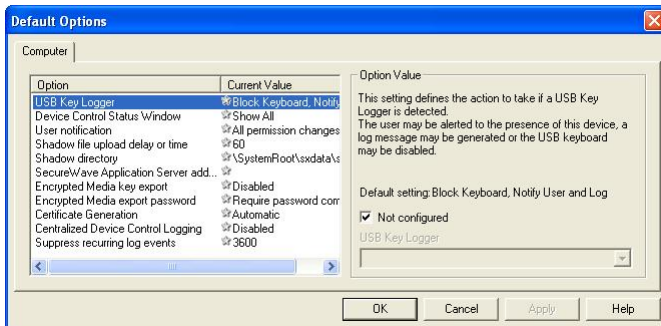 Default Options
Computer
Option Current Value
USB Key Logger Block Keyboard, Notify
Device Control Status Window Show All
User notification All permission changes
Shadow file upload delay or time 60
Shadow directory \SystemRoot\sxdata\s
SecureWave Application Server add...
Encrypted Media key export Disabled
Encrypted Media export password Require password com
Certificate Generation Automatic
Centralized Device Control Logging Disabled
Suppress recurring log events 3600
Option Value
This setting defines the action to take if a USB Key
Logger is detected.
The user may be alerted to the presence of this device, a
log message may be generated or the USB keyboard
may be disabled.
Default setting:Block Keyboard, Notify User and Log
Not configured
USB Key Logger
OK Cancel Apply Help